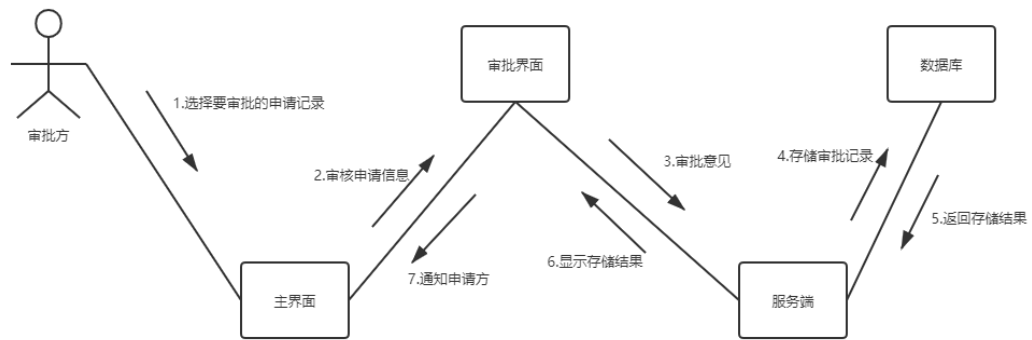 审批方
1.选择要审批的申请记录
主界面
2.审核申请信息
审批界面
7.通知申请方
3.审批意见
6.显示存储结果
服务端
4.存储审批记录
数据库
5.返回存储结果